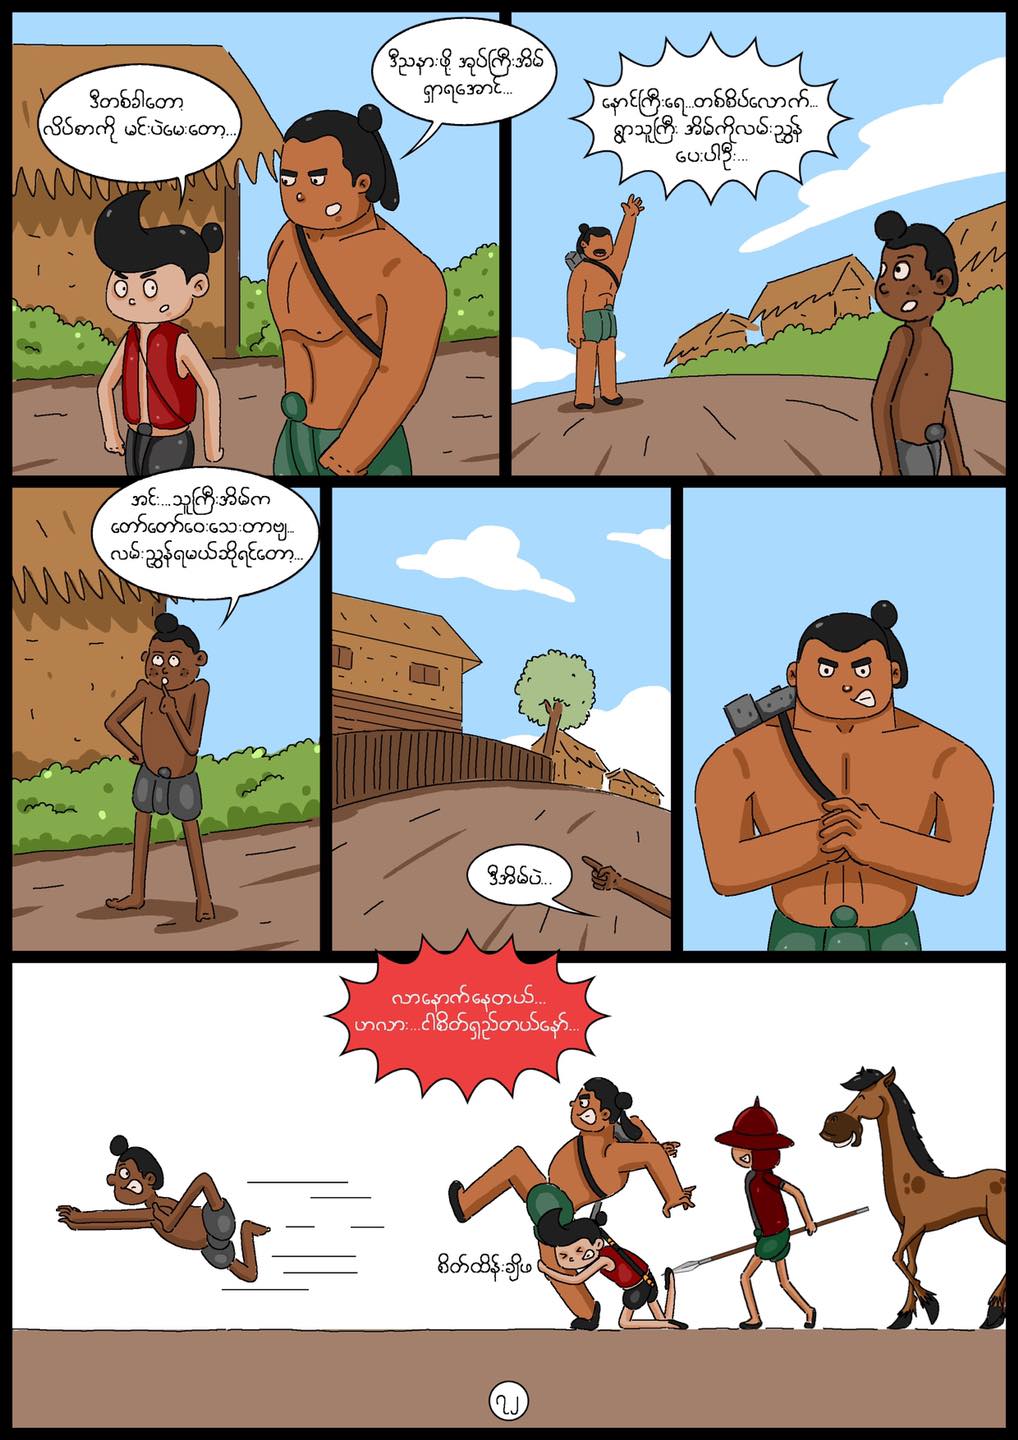 ဒီတစ်ခါတော့
လိပ်စာကို မင်းပဲမေးတော့...
ဒီညနားဖို့ အုပ်ကြီးအိမ်
ရှာရအောင်...
နောင်ကြီးရေ...တစ်စိပ်လောက်...
ရွာသူကြီး အိမ်ကိုလမ်းညွှန်
ပေးပါဦး...
အင်း...သူကြီးအိမ်က
တော်တော်ဝေးသေးတာဗျ...
လမ်းညွှန်ရမယ်ဆိုရင်တော့...
ဒီအိမ်ပဲ...
လာနောက်နေတယ်...
ဟလား...ငါစိတ်ရှည်တယ်နော်...
စိတ်ထိန်းချိဖ
၇၂